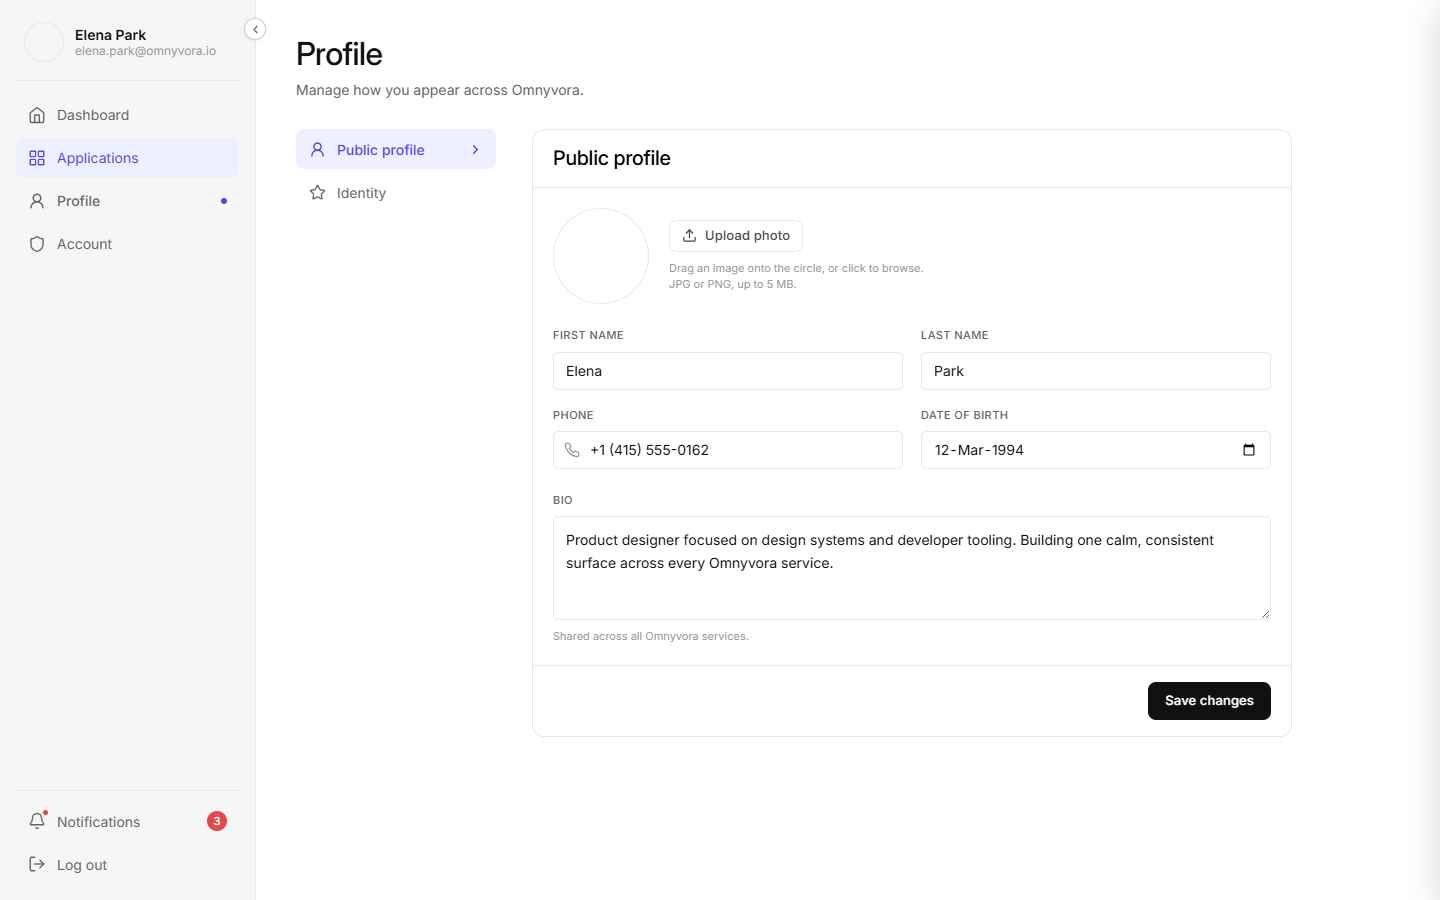 Elena Park
elena.park@omnyvora.io
Dashboard
Applications
Profile
Account
Notifications
3
Log out
Profile
Manage how you appear across Omnyvora.
Public profile
Identity
Public profile
Upload photo
Drag an image onto the circle, or click to browse.
JPG or PNG, up to 5 MB.
FIRST NAME
LAST NAME
Elena
Park
PHONE
DATE OF BIRTH
+1 (415) 555-0162
12-Mar-1994
BIO
Product designer focused on design systems and developer tooling. Building one calm, consistent
surface across every Omnyvora service.
Shared across all Omnyvora services.
Save changes